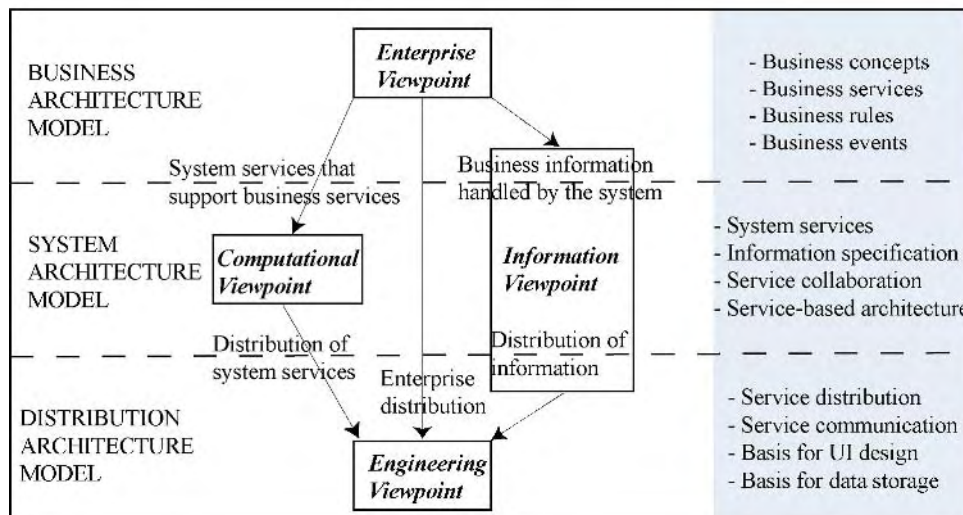 Enterprise
Viewpoint
BUSINESS
ARCHITECTURE
MODEL
- Business concepts
- Business services
- Business rules
- Business events
System services that
support business services
Business information
handled by the system
SYSTEM
ARCHITECTURE
MODEL
Computational
Viewpoint
Information
Viewpoint
- System services
- Information specification
- Service collaboration
- Service-based architecture
Distribution of
system services
Distribution of
information
Enterprise
distribution
DISTRIBUTION
ARCHITECTURE
MODEL
Engineering
Viewpoint
- Service distribution
- Service communication
- Basis for UI design
- Basis for data storage